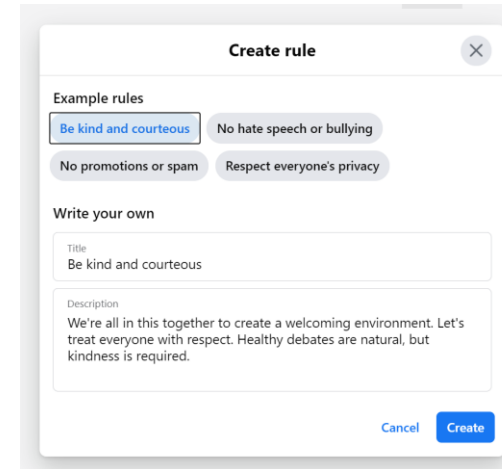 Create rule
Example rules
Be kind and courteous
No hate speech or bullying
No promotions or spam
Respect everyone's privacy
Write your own
Title
Be kind and courteous
Description
We're all in this together to create a welcoming environment. Let's
treat everyone with respect. Healthy debates are natural, but
kindness is required.
Cancel
Create